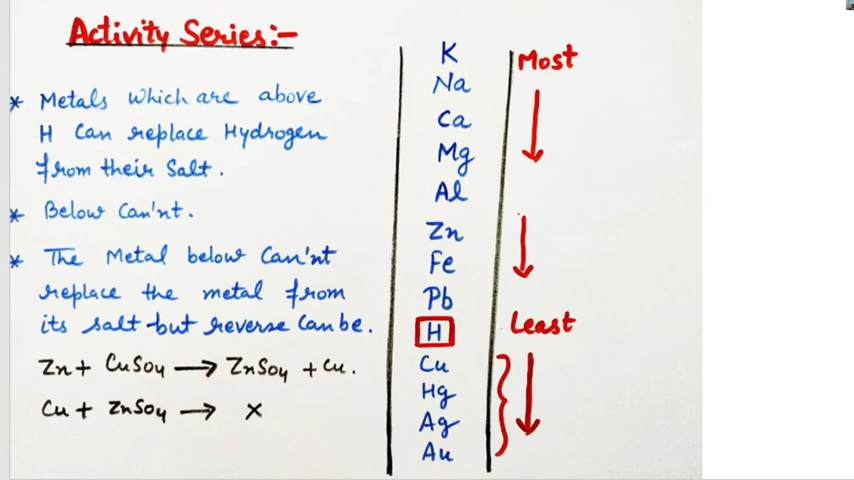 Activity Series:-
* Metals which are above
H Can replace Hydrogen
from their Salt.
* Below Can'nt.
* The Metal below Can'nt
replace the metal from
its salt but reverse can be.
Zn + CuSo4 → ZnSo4 + Cu.
Cu + ZnSo4 → ×
K
Na
Ca
Mg
Al
Zn
Fe
Pb
H
Cu
Hg
Ag
Au
Most
Least